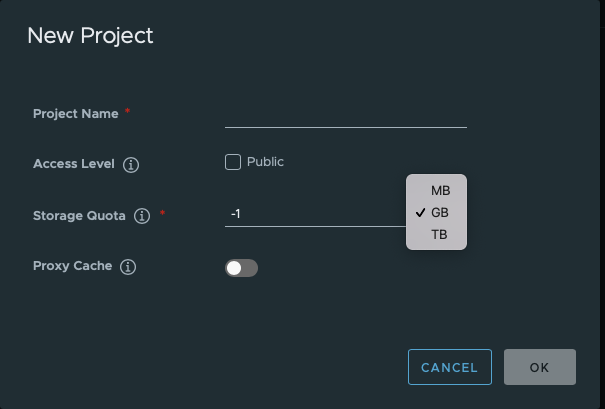 New Project
Project Name *
Access Level
Public
Storage Quota *
-1
MB
GB
TB
Proxy Cache
CANCEL
OK